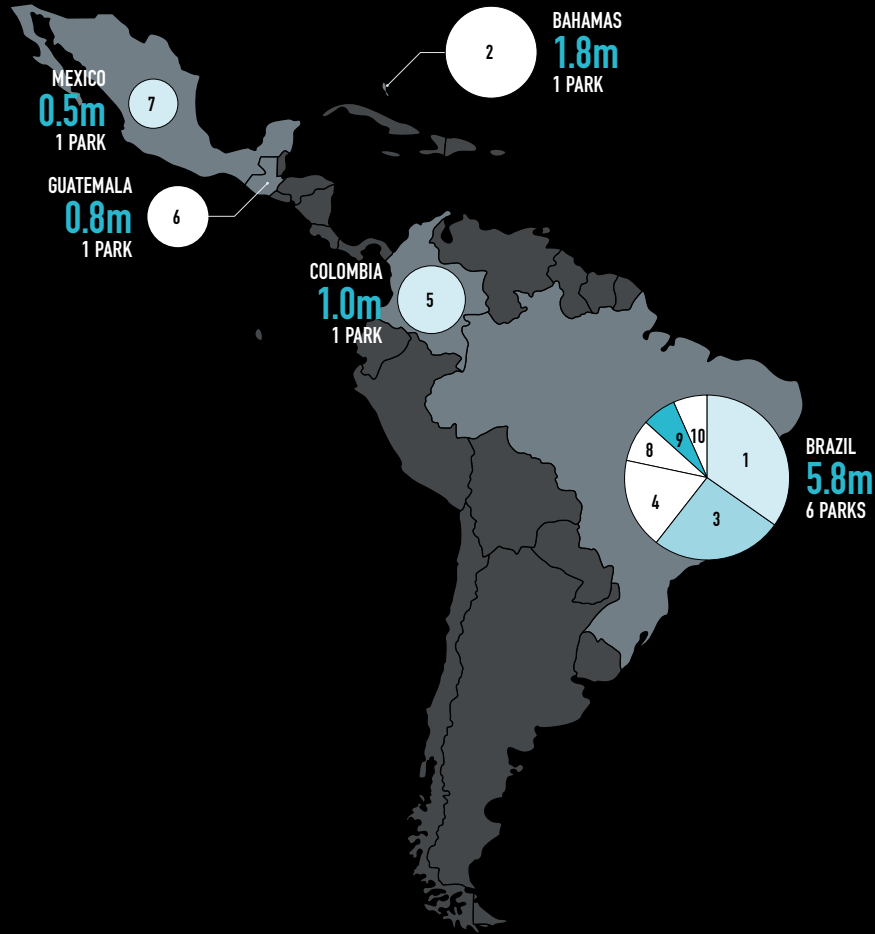 BAHAMAS
1.8m
1 PARK
2
MEXICO
0.5m
1 PARK
7
GUATEMALA
0.8m
1 PARK
6
COLOMBIA
1.0m
1 PARK
5
BRAZIL
5.8m
6 PARKS
1
3
4
8
9
10